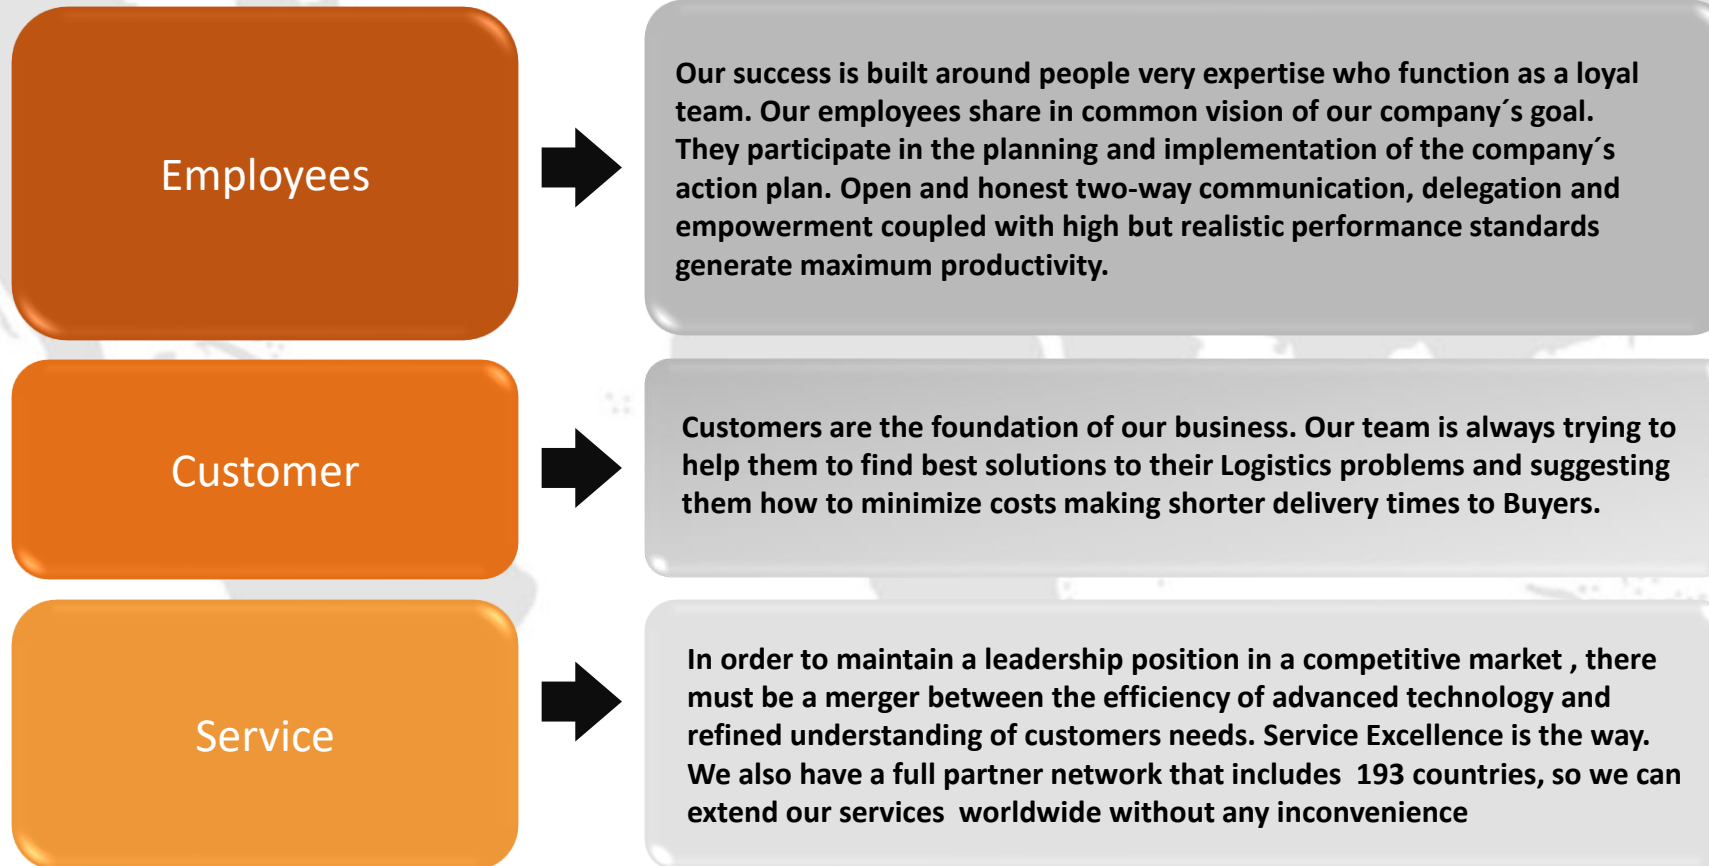 Employees
Our success is built around people very expertise who function as a loyal
team. Our employees share in common vision of our company´s goal.
They participate in the planning and implementation of the company´s
action plan. Open and honest two-way communication, delegation and
empowerment coupled with high but realistic performance standards
generate maximum productivity.
Customer
Customers are the foundation of our business. Our team is always trying to
help them to find best solutions to their Logistics problems and suggesting
them how to minimize costs making shorter delivery times to Buyers.
Service
In order to maintain a leadership position in a competitive market , there
must be a merger between the efficiency of advanced technology and
refined understanding of customers needs. Service Excellence is the way.
We also have a full partner network that includes  193 countries, so we can
extend our services  worldwide without any inconvenience